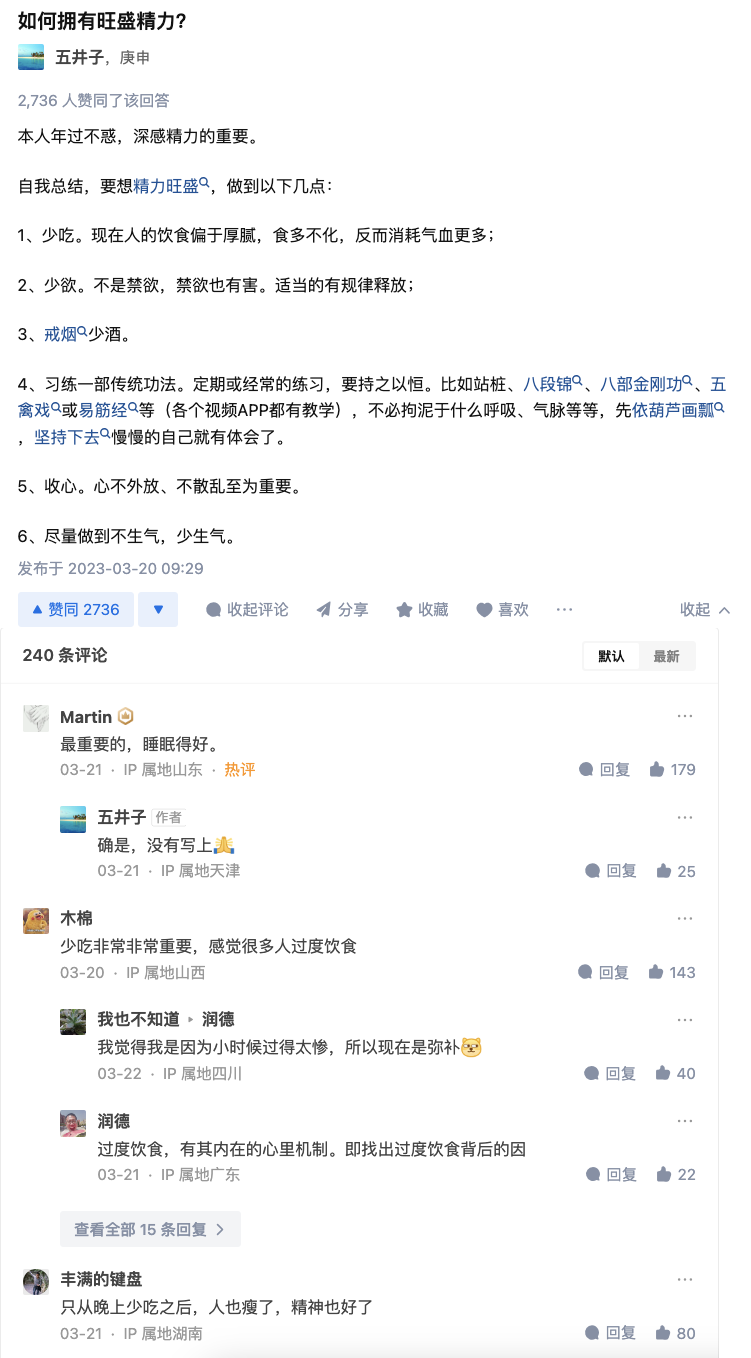 如何拥有旺盛精力？
五井子，庚申
2,736 人赞同了该回答
本人年过不惑，深感精力的重要。
自我总结，要想精力旺盛，做到以下几点：
1、少吃。现在人的饮食偏于厚腻，食多不化，反而消耗气血更多；
2、少欲。不是禁欲，禁欲也有害。适当的有规律释放；
3、戒烟少酒。
4、习练一部传统功法。定期或经常的练习，要持之以恒。比如站桩、八段锦、八部金刚功、五
禽戏或易筋经等（各个视频APP都有教学），不必拘泥于什么呼吸、气脉等等，先依葫芦画瓢
，坚持下去慢慢的自己就有体会了。
5、收心。心不外放、不散乱至为重要。
6、尽量做到不生气，少生气。
发布于 2023-03-20 09:29
赞同 2736 收起评论 分享 收藏 喜欢 ··· 收起
240 条评论 默认 最新
Martin ···
最重要的，睡眠得好。
03-21 · IP 属地山东 · 热评 回复 179
五井子 作者 ···
确是，没有写上🙏
03-21 · IP 属地天津 回复 25
木棉 ···
少吃非常非常重要，感觉很多人过度饮食
03-20 · IP 属地山西 回复 143
我也不知道 ▸ 润德 ···
我觉得我是因为小时候过得太惨，所以现在是弥补
03-22 · IP 属地四川 回复 40
润德 ···
过度饮食，有其内在的心里机制。即找出过度饮食背后的因
03-21 · IP 属地广东 回复 22
查看全部 15 条回复 >
丰满的键盘 ···
只从晚上少吃之后，人也瘦了，精神也好了
03-21 · IP 属地湖南 回复 80